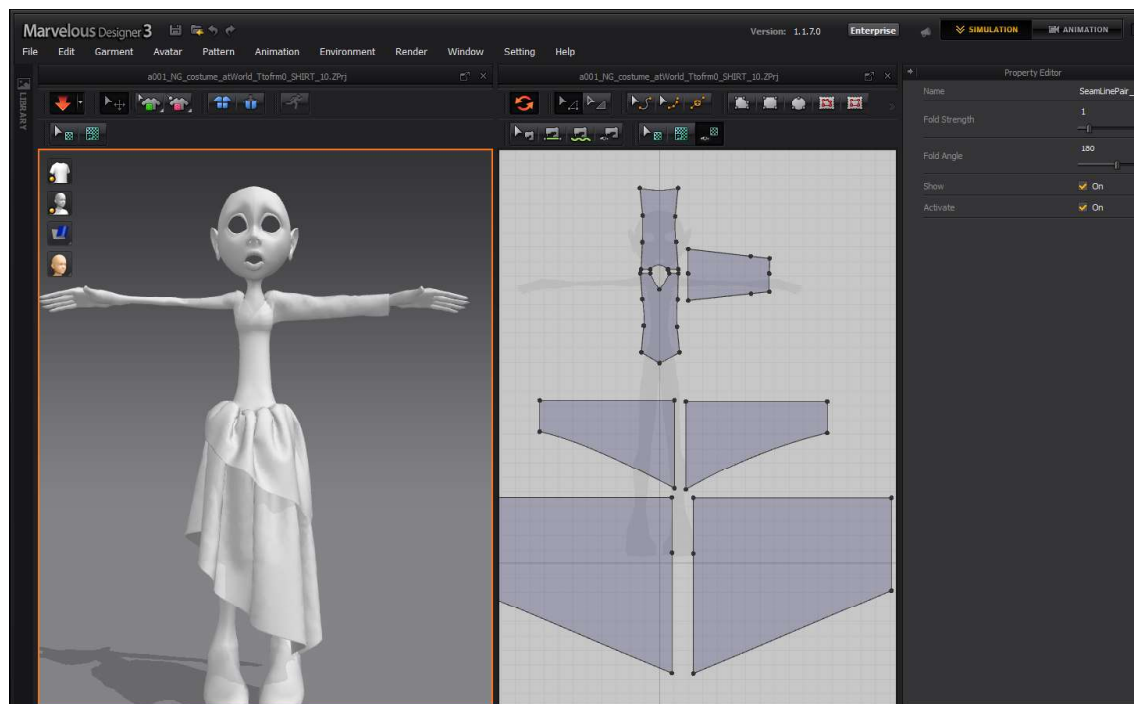 Marvelous Designer 3
Version: 1.1.7.0
Enterprise
SIMULATION
ANIMATION
File Edit Garment Avatar Pattern Animation Environment Render Window Setting Help
LIBRARY
a001_NG_costume_atWorld_Ttofrm0_SHIRT_10.ZPrj
a001_NG_costume_atWorld_Ttofrm0_SHIRT_10.ZPrj
Property Editor
Name SeamLinePair_
Fold Strength 1
Fold Angle 180
Show On
Activate On